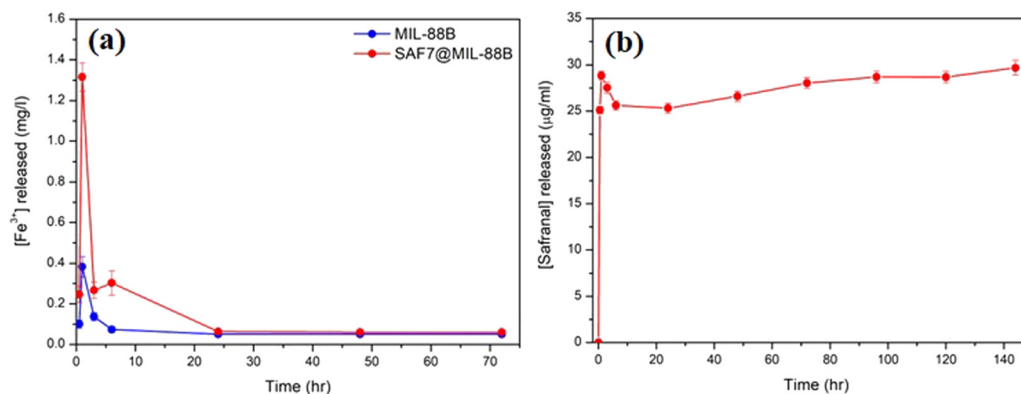 (a)
MIL-88B
SAF7@MIL-88B
[Fe³⁺] released (mg/l)
1.6
1.4
1.2
1.0
0.8
0.6
0.4
0.2
0.0
0 10 20 30 40 50 60 70
Time (hr)
(b)
[Safranal] released (μg/ml)
35
30
25
20
15
10
5
0
0 20 40 60 80 100 120 140
Time (hr)